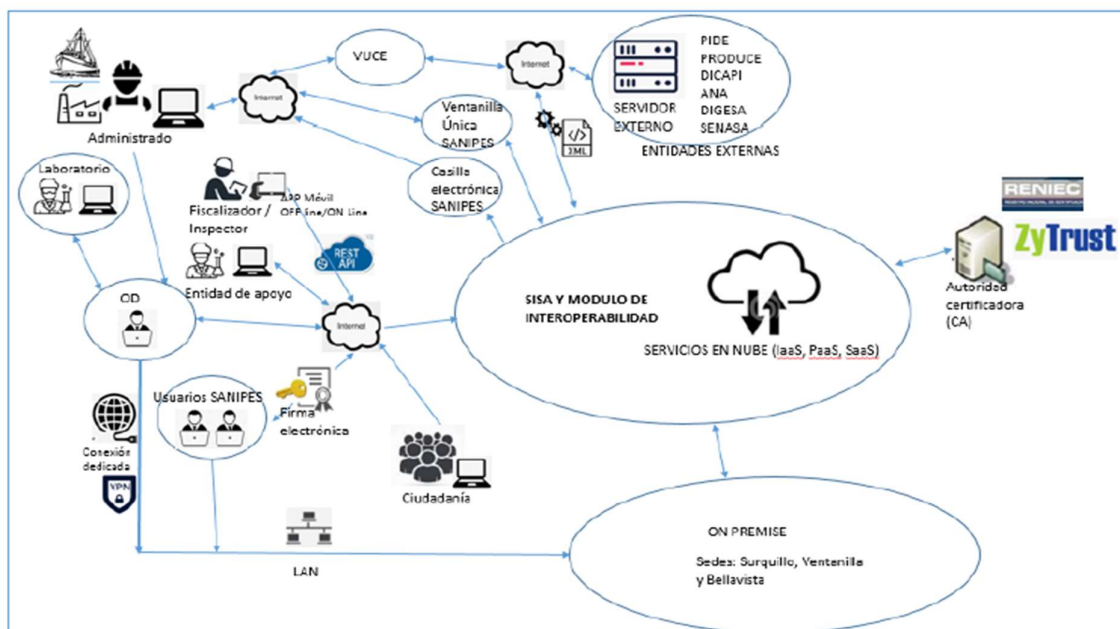 VUCE
Internet
Internet
SERVIDOR
EXTERNO
PIDE
PRODUCE
DICAPI
ANA
DIGESA
SENASA
ENTIDADES EXTERNAS
Administrado
Ventanilla
Única
SANIPES
</>
XML
Laboratorio
Casilla
electrónica
SANIPES
APP Móvil
OFF line/ON Line
Fiscalizador /
Inspector
REST
API
RENIEC
ZyTrust
Autoridad
certificadora
(CA)
Entidad de apoyo
OD
Internet
SISA Y MODULO DE
INTEROPERABILIDAD
SERVICIOS EN NUBE (IaaS, PaaS, SaaS)
Usuarios SANIPES
Firma
electrónica
Conexión
dedicada
VPN
Ciudadanía
LAN
ON PREMISE
Sedes: Surquillo, Ventanilla
y Bellavista